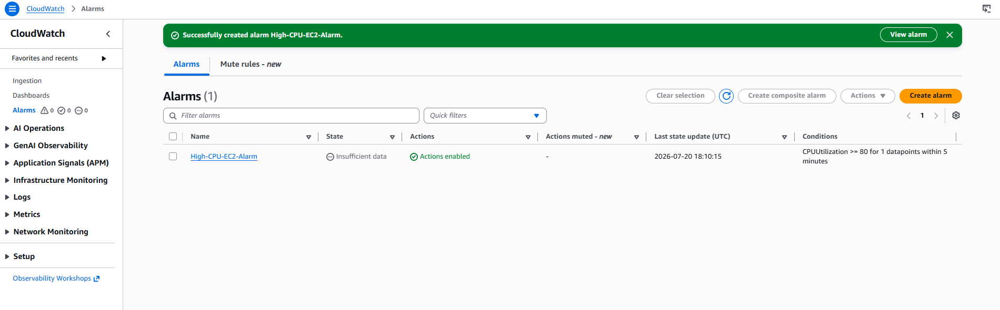 CloudWatch > Alarms
CloudWatch
Favorites and recents
Ingestion
Dashboards
Alarms 0 0 0
AI Operations
GenAI Observability
Application Signals (APM)
Infrastructure Monitoring
Logs
Metrics
Network Monitoring
Setup
Observability Workshops
Successfully created alarm High-CPU-EC2-Alarm. View alarm
Alarms Mute rules - new
Alarms (1) Clear selection Create composite alarm Actions Create alarm
Filter alarms Quick filters 1
Name State Actions Actions muted - new Last state update (UTC) Conditions
High-CPU-EC2-Alarm Insufficient data Actions enabled - 2026-07-20 18:10:15 CPUUtilization >= 80 for 1 datapoints within 5
minutes